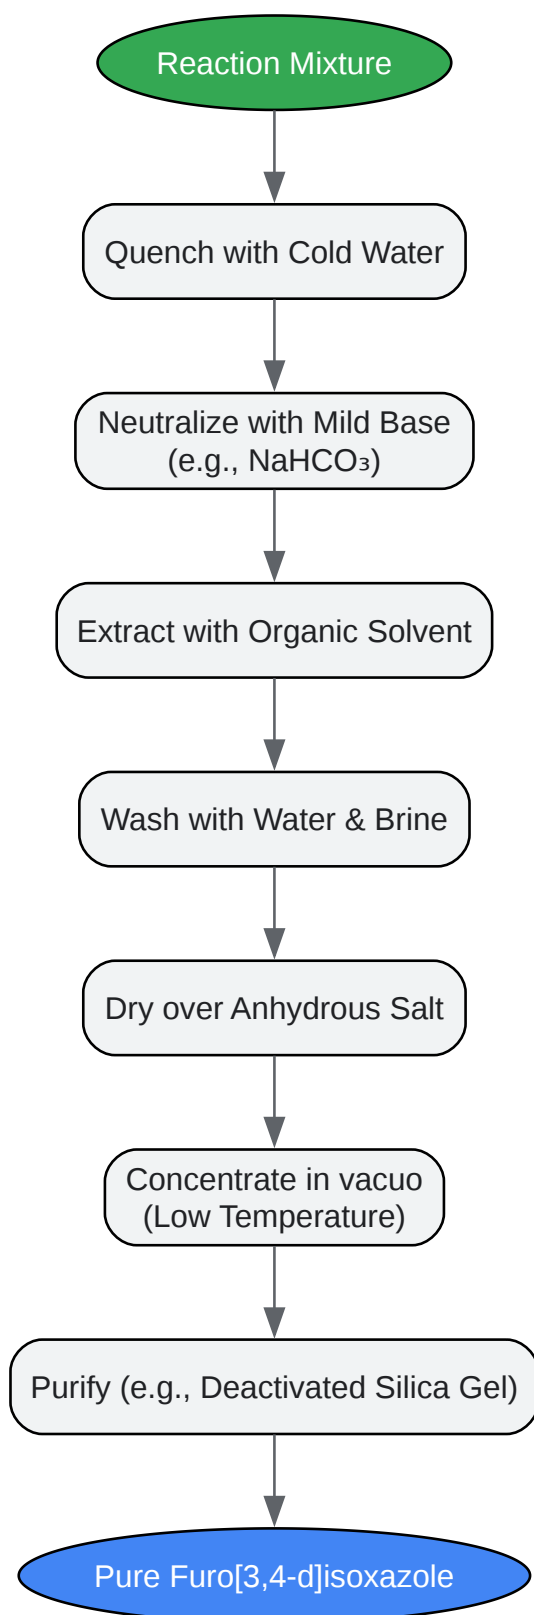 Reaction Mixture
Quench with Cold Water
Neutralize with Mild Base
(e.g., NaHCO₃)
Extract with Organic Solvent
Wash with Water & Brine
Dry over Anhydrous Salt
Concentrate in vacuo
(Low Temperature)
Purify (e.g., Deactivated Silica Gel)
Pure Furo[3,4-d]isoxazole